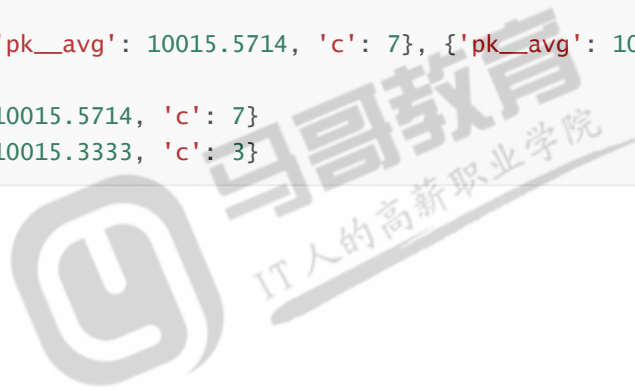 'pk__avg': 10015.5714, 'c': 7}, {'pk__avg': 10
10015.5714, 'c': 7}
10015.3333, 'c': 3}
马哥教育
IT人的高薪职业学院